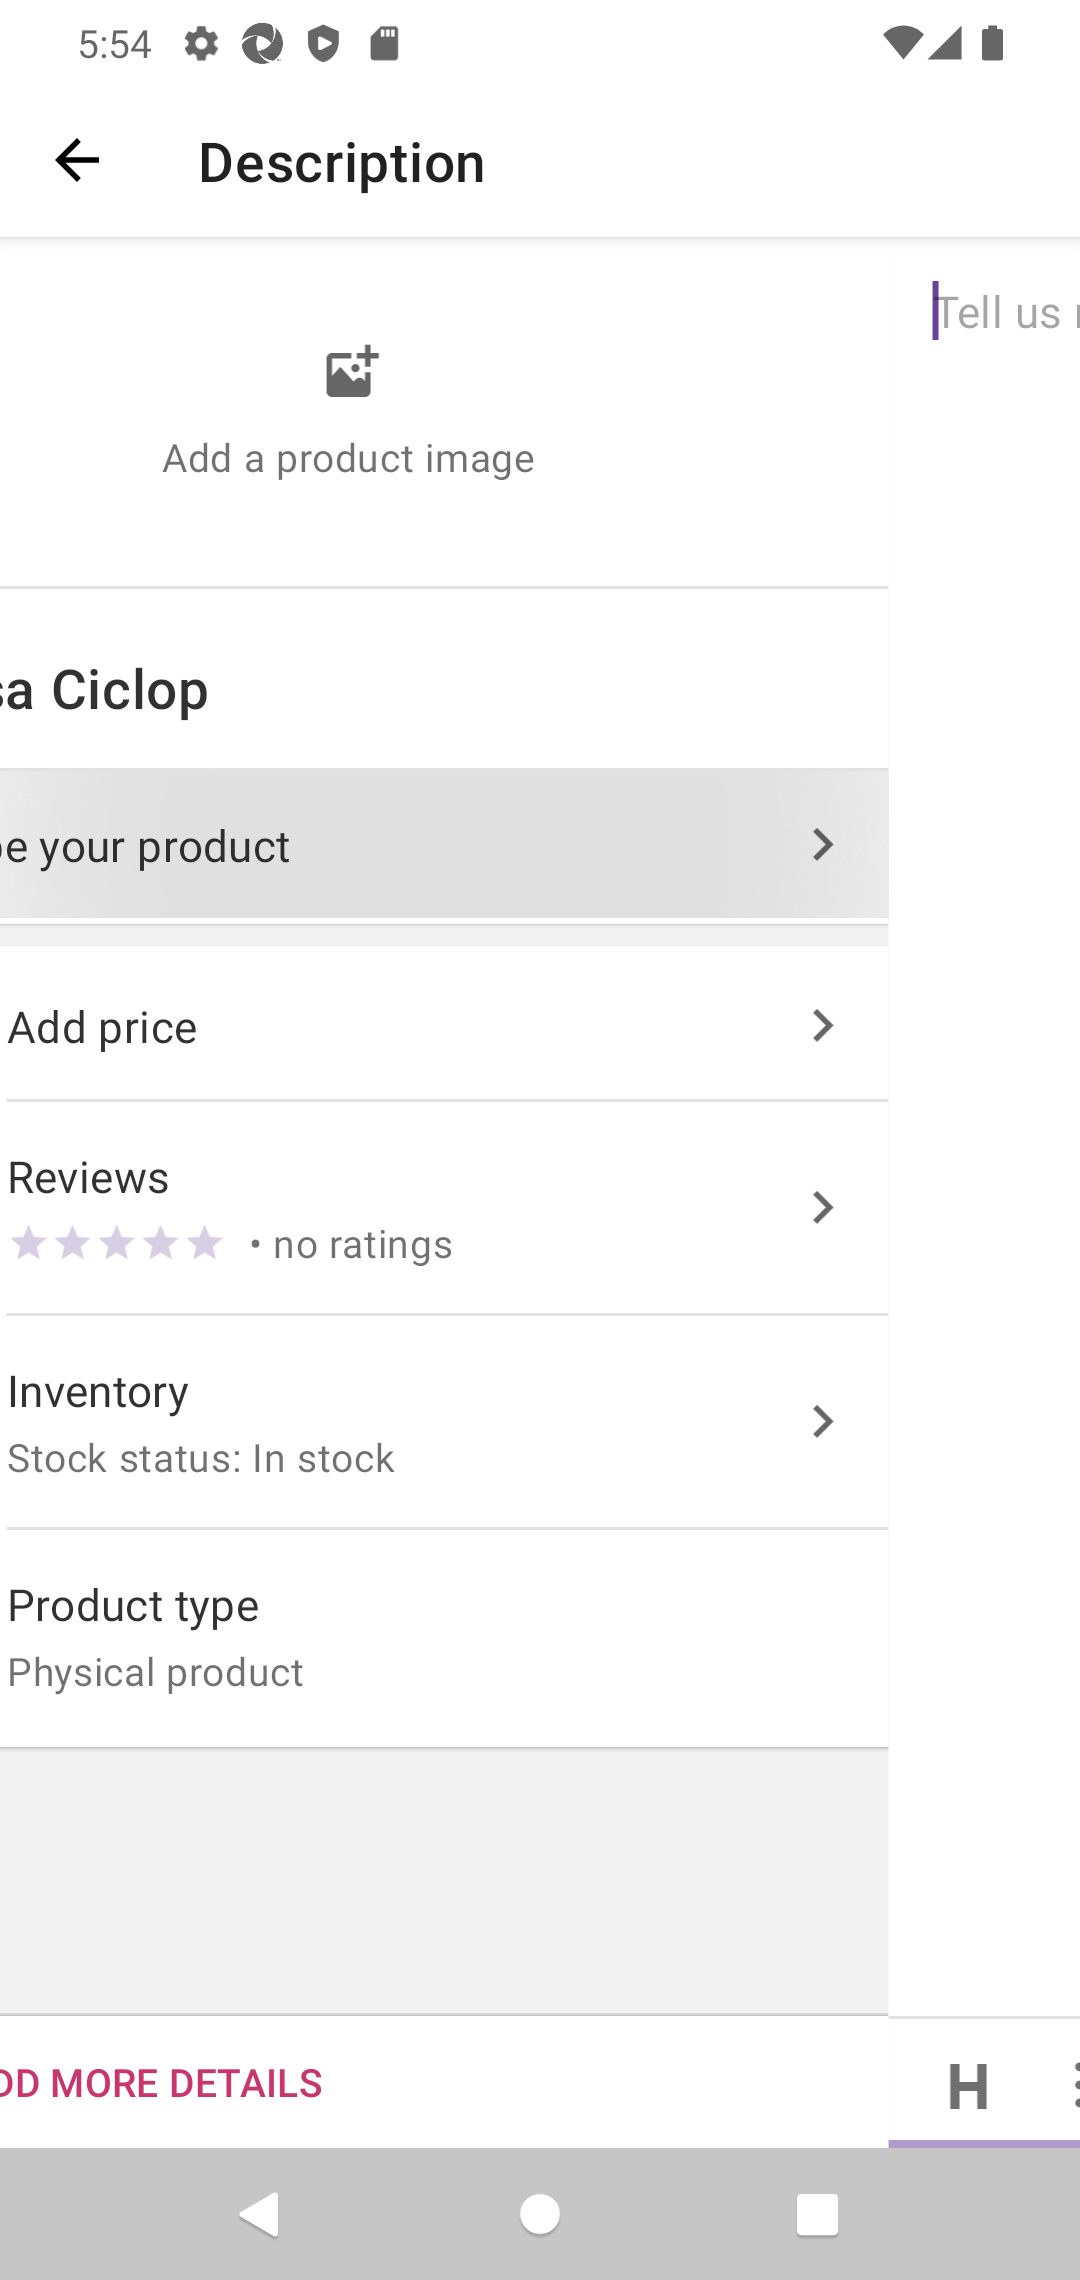 5:54
Description
Tell us
Add a product image
sa Ciclop
be your product
Add price
Reviews
• no ratings
Inventory
Stock status: In stock
Product type
Physical product
DD MORE DETAILS
H